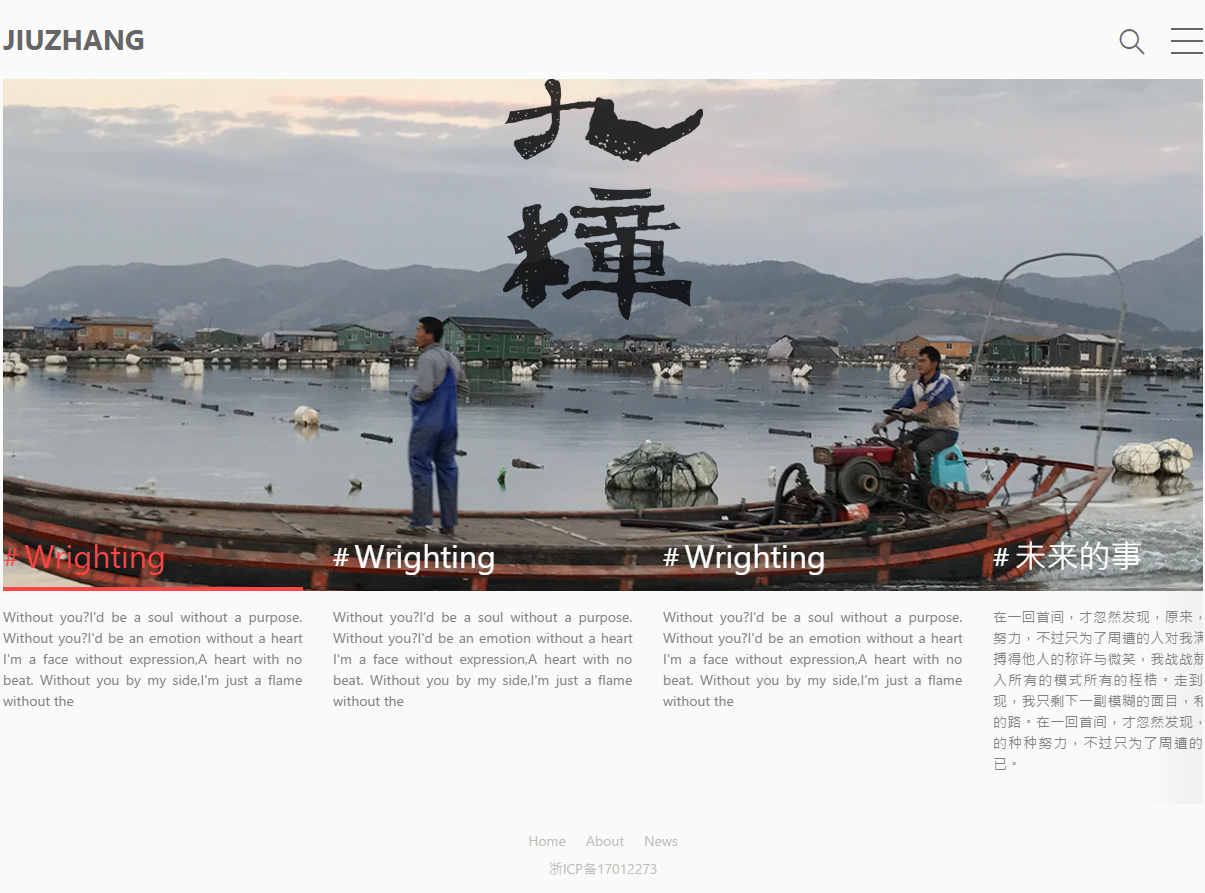 JIUZHANG
九
樟
# Wrighting
# Wrighting
# Wrighting
# 未来的事
Without you?I'd be a soul without a purpose.
Without you?I'd be an emotion without a heart
I'm a face without expression,A heart with no
beat. Without you by my side,I'm just a flame
without the
Without you?I'd be a soul without a purpose.
Without you?I'd be an emotion without a heart
I'm a face without expression,A heart with no
beat. Without you by my side,I'm just a flame
without the
Without you?I'd be a soul without a purpose.
Without you?I'd be an emotion without a heart
I'm a face without expression,A heart with no
beat. Without you by my side,I'm just a flame
without the
在一回首间，才忽然发现，原来，
努力，不过只为了周遭的人对我满
搏得他人的称许与微笑，我战战兢
入所有的模式所有的桎梏。走到
现，我只剩下一副模糊的面目，和
的路。在一回首间，才忽然发现，
的种种努力，不过只为了周遭的
已。
Home About News
浙ICP备17012273